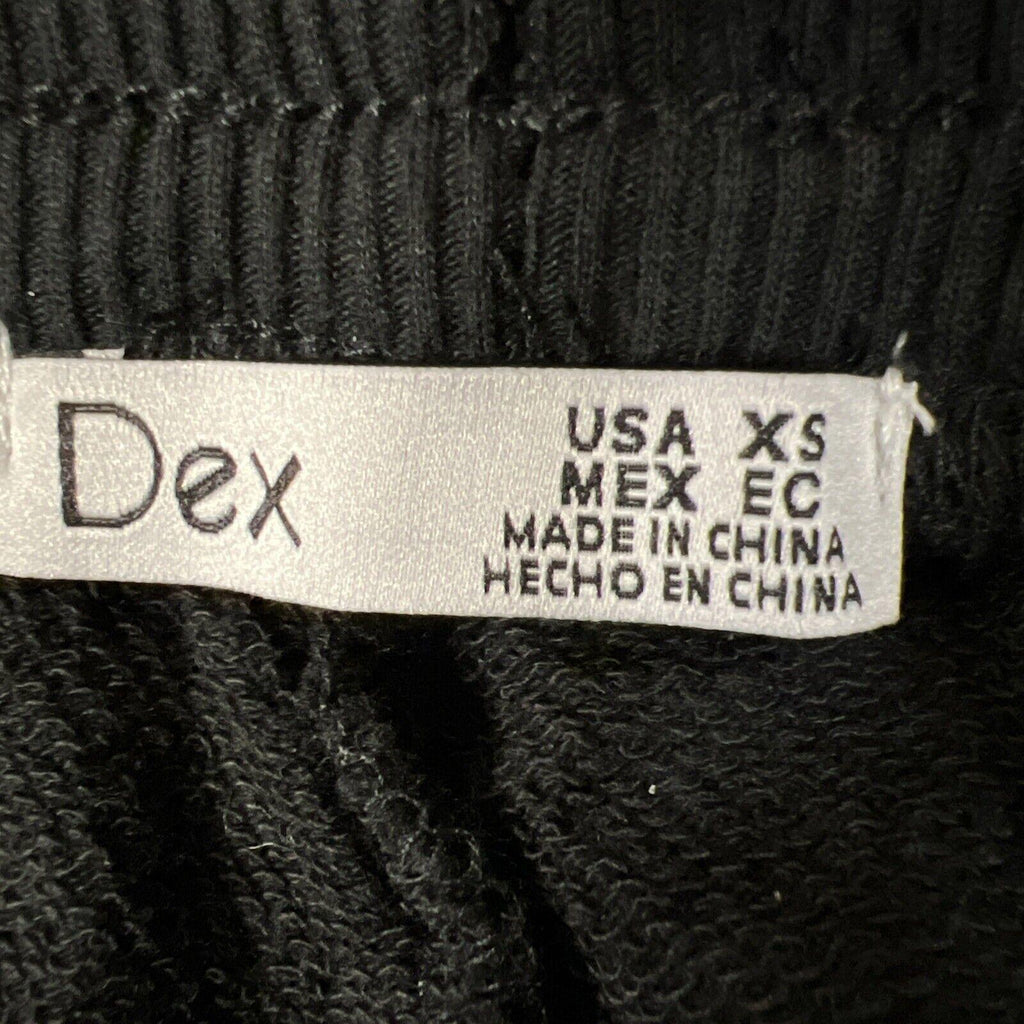 Dex
USA XS
MEX EC
MADE IN CHINA
HECHO EN CHINA